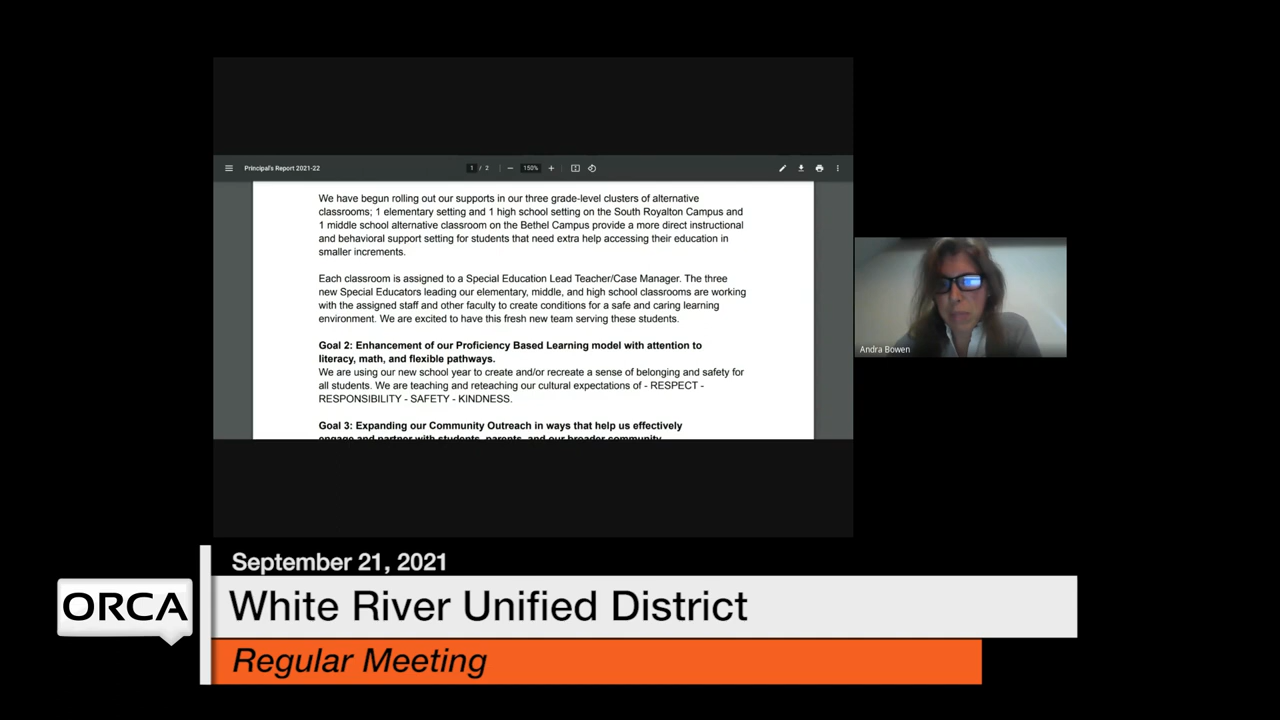 Principal's Report 2021-22
1 / 2
150%
We have begun rolling out our supports in our three grade-level clusters of alternative
classrooms; 1 elementary setting and 1 high school setting on the South Royalton Campus and
1 middle school alternative classroom on the Bethel Campus provide a more direct instructional
and behavioral support setting for students that need extra help accessing their education in
smaller increments.
Each classroom is assigned to a Special Education Lead Teacher/Case Manager. The three
new Special Educators leading our elementary, middle, and high school classrooms are working
with the assigned staff and other faculty to create conditions for a safe and caring learning
environment. We are excited to have this fresh new team serving these students.
Goal 2: Enhancement of our Proficiency Based Learning model with attention to
literacy, math, and flexible pathways.
We are using our new school year to create and/or recreate a sense of belonging and safety for
all students. We are teaching and reteaching our cultural expectations of - RESPECT -
RESPONSIBILITY - SAFETY - KINDNESS.
Goal 3: Expanding our Community Outreach in ways that help us effectively
engage and partner with students, parents, and our broader community
Andra Bowen
September 21, 2021
ORCA
White River Unified District
Regular Meeting